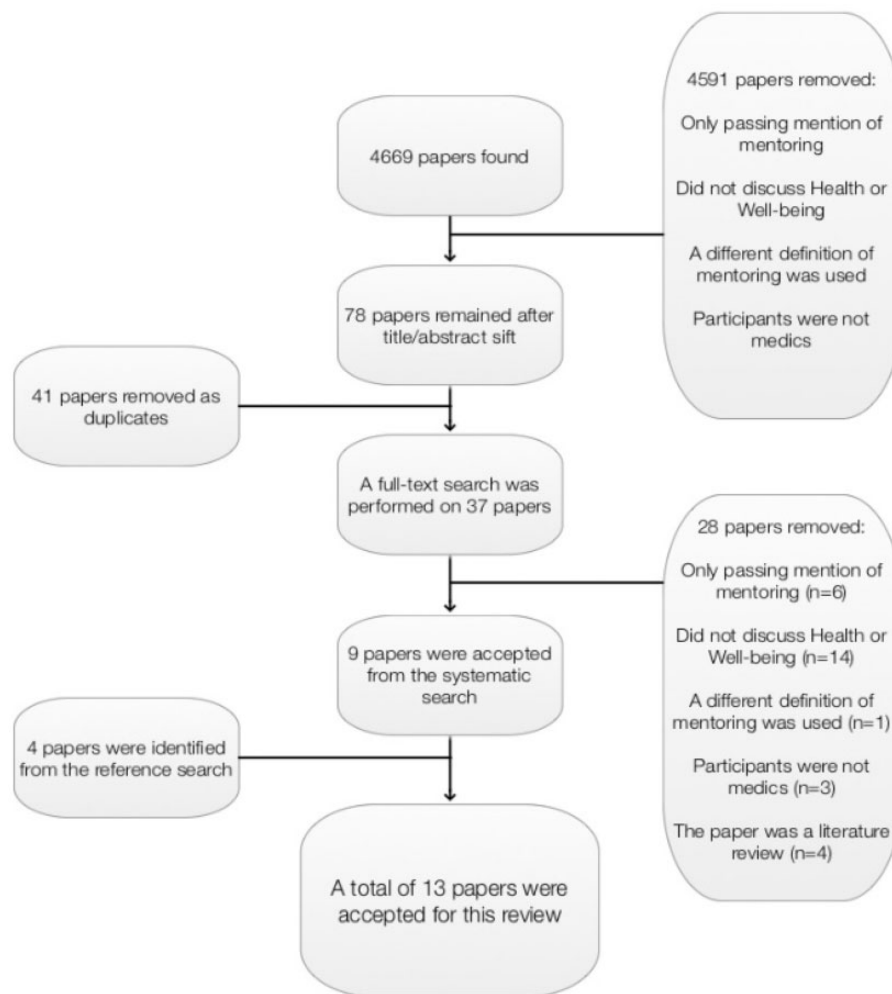 4669 papers found
4591 papers removed:
Only passing mention of
mentoring
Did not discuss Health or
Well-being
A different definition of
mentoring was used
Participants were not
medics
78 papers remained after
title/abstract sift
41 papers removed as
duplicates
A full-text search was
performed on 37 papers
28 papers removed:
Only passing mention of
mentoring (n=6)
Did not discuss Health or
Well-being (n=14)
A different definition of
mentoring was used (n=1)
Participants were not
medics (n=3)
The paper was a literature
review (n=4)
9 papers were accepted
from the systematic
search
4 papers were identified
from the reference search
A total of 13 papers were
accepted for this review